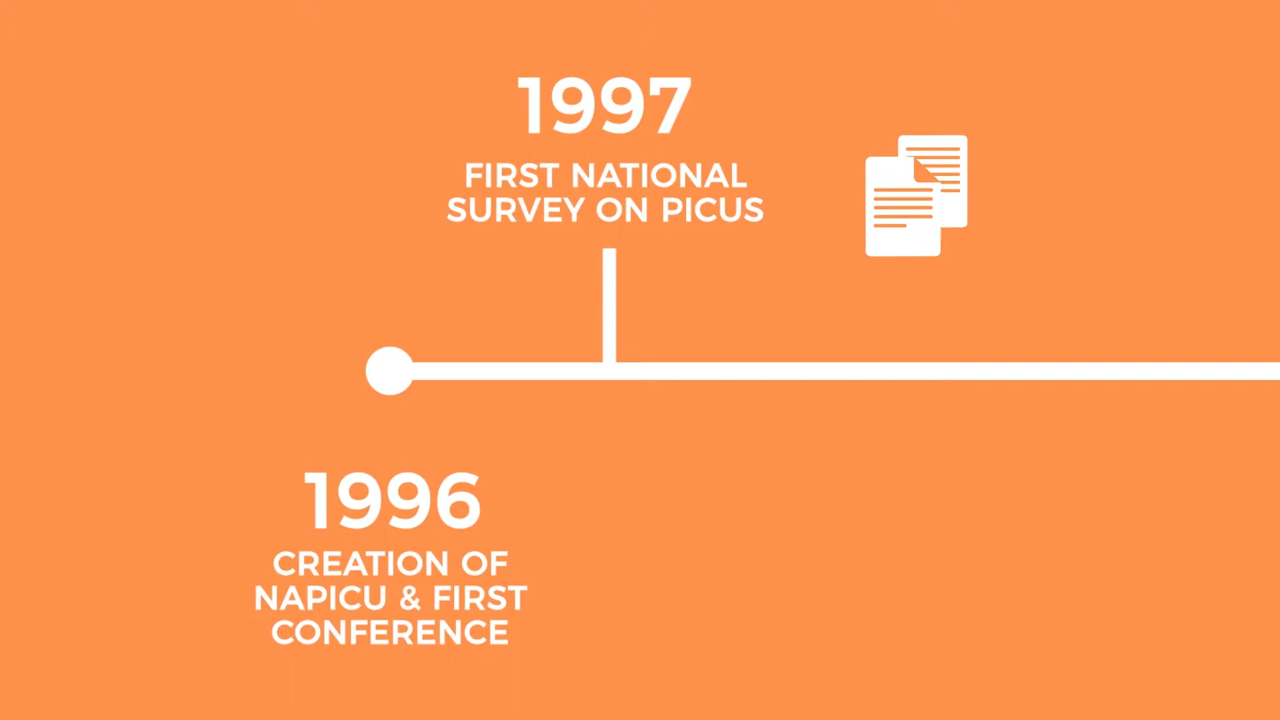 1997
FIRST NATIONAL
SURVEY ON PICUS
1996
CREATION OF
NAPICU & FIRST
CONFERENCE